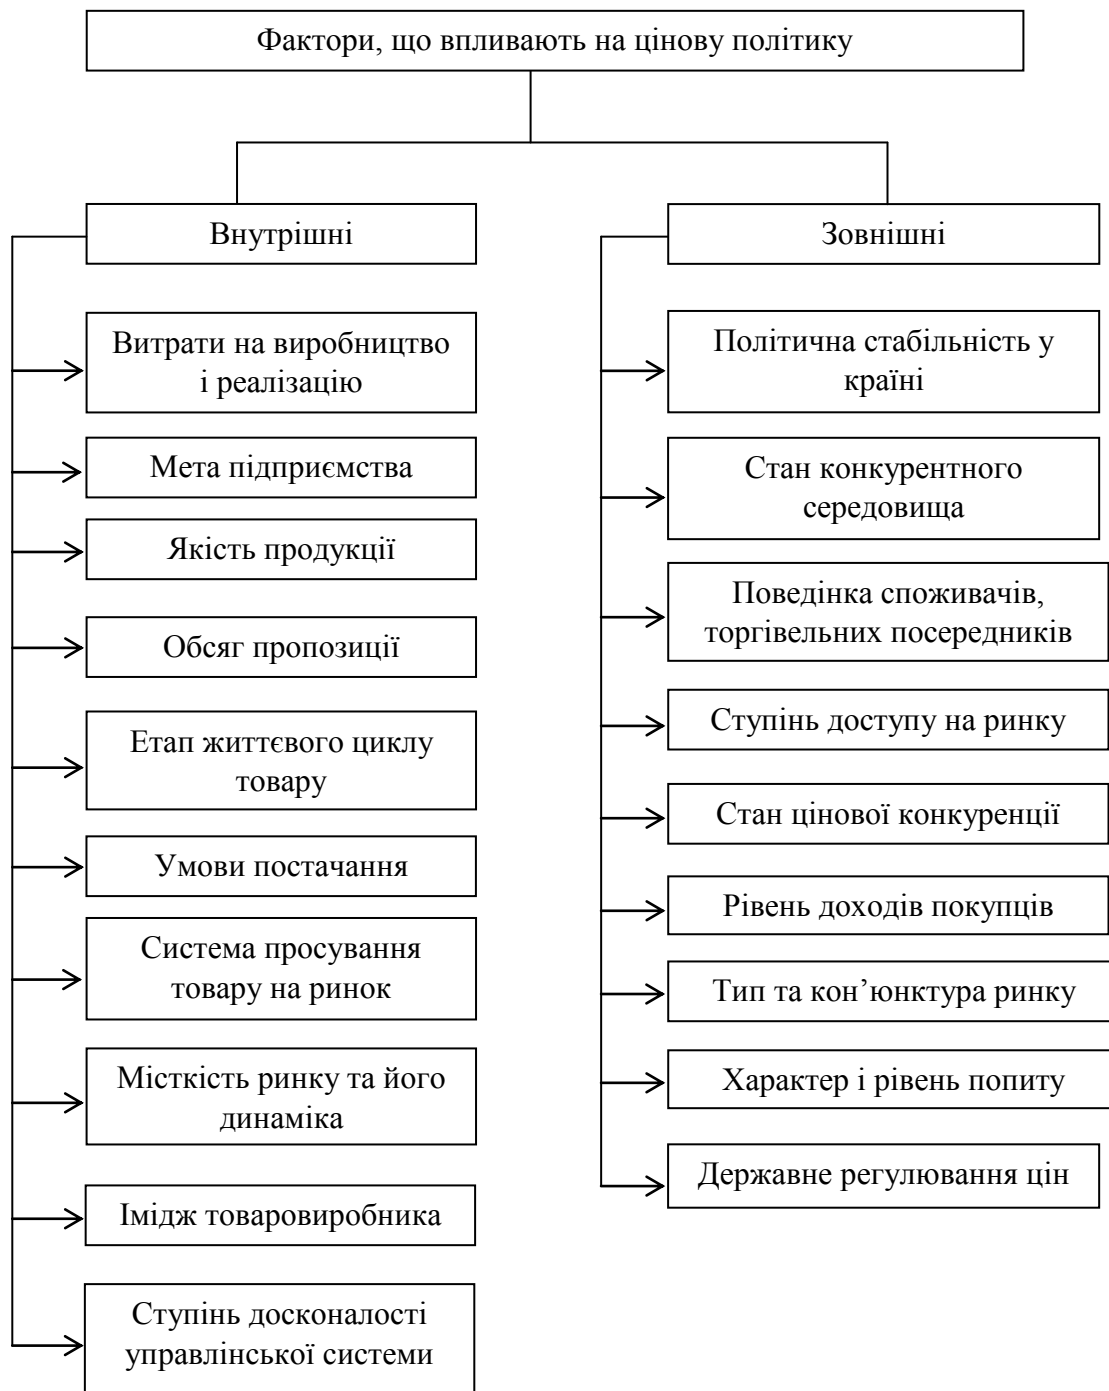 Фактори, що впливають на цінову політику
Внутрішні
Витрати на виробництво
і реалізацію
Мета підприємства
Якість продукції
Обсяг пропозиції
Етап життєвого циклу
товару
Умови постачання
Система просування
товару на ринок
Місткість ринку та його
динаміка
Імідж товаровиробника
Ступінь досконалості
управлінської системи
Зовнішні
Політична стабільність у
країні
Стан конкурентного
середовища
Поведінка споживачів,
торгівельних посередників
Ступінь доступу на ринку
Стан цінової конкуренції
Рівень доходів покупців
Тип та кон’юнктура ринку
Характер і рівень попиту
Державне регулювання цін